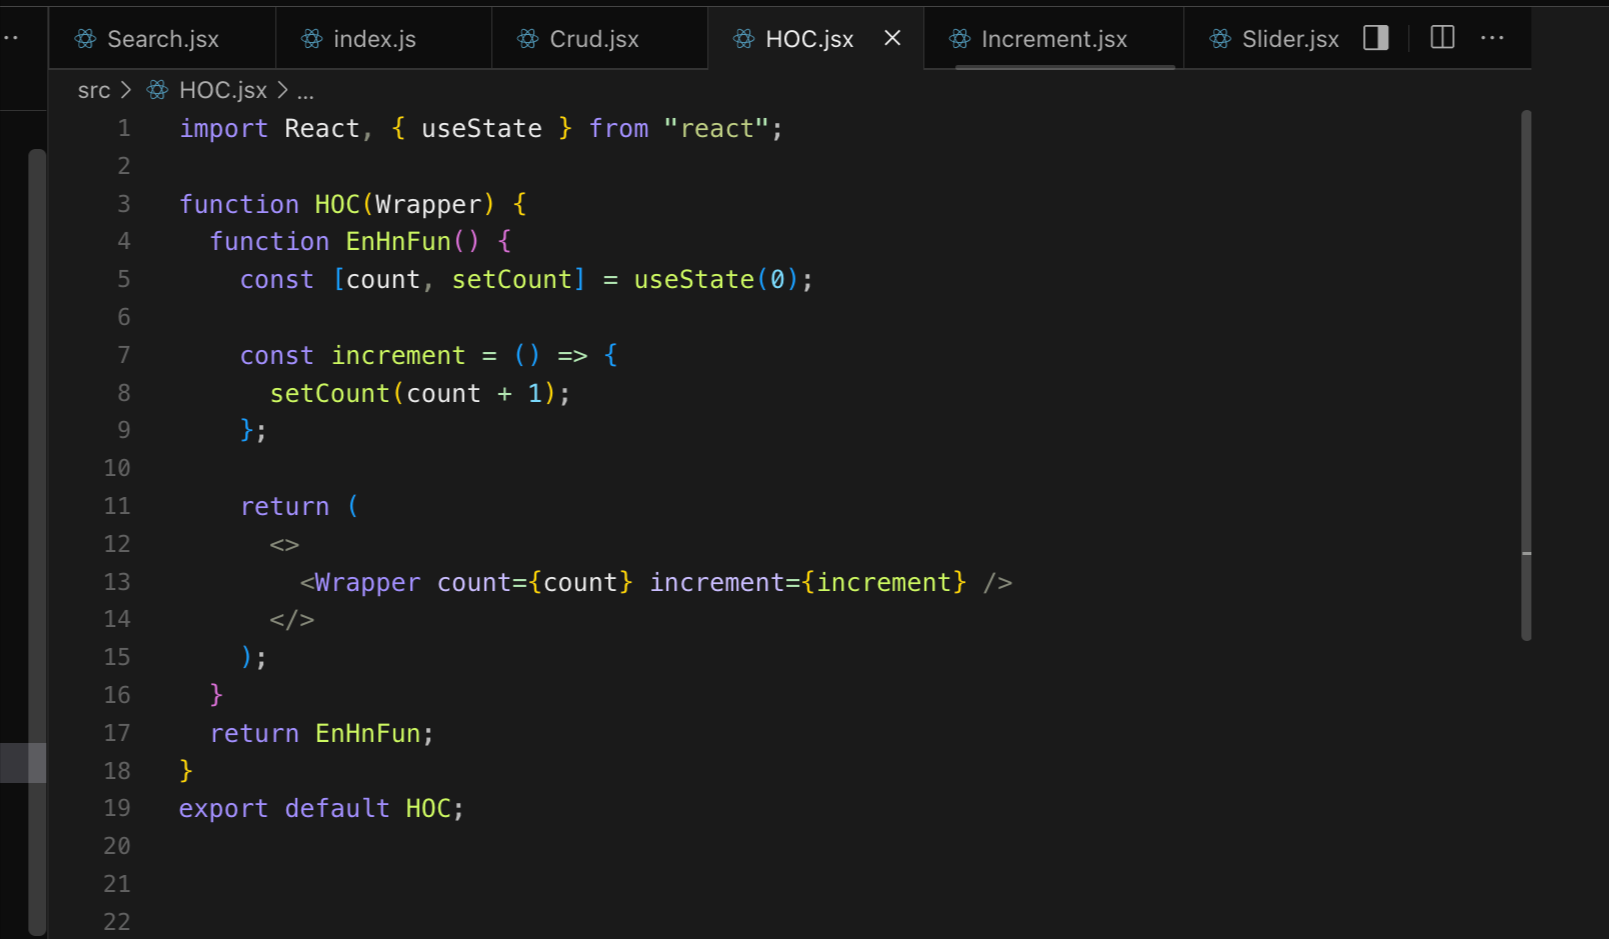 Search.jsx index.js Crud.jsx HOC.jsx Increment.jsx Slider.jsx
src > HOC.jsx > ...
1 import React, { useState } from "react";
2
3 function HOC(Wrapper) {
4   function EnHnFun() {
5     const [count, setCount] = useState(0);
6
7     const increment = () => {
8       setCount(count + 1);
9     };
10
11     return (
12       <>
13         <Wrapper count={count} increment={increment} />
14       </>
15     );
16   }
17   return EnHnFun;
18 }
19 export default HOC;
20
21
22